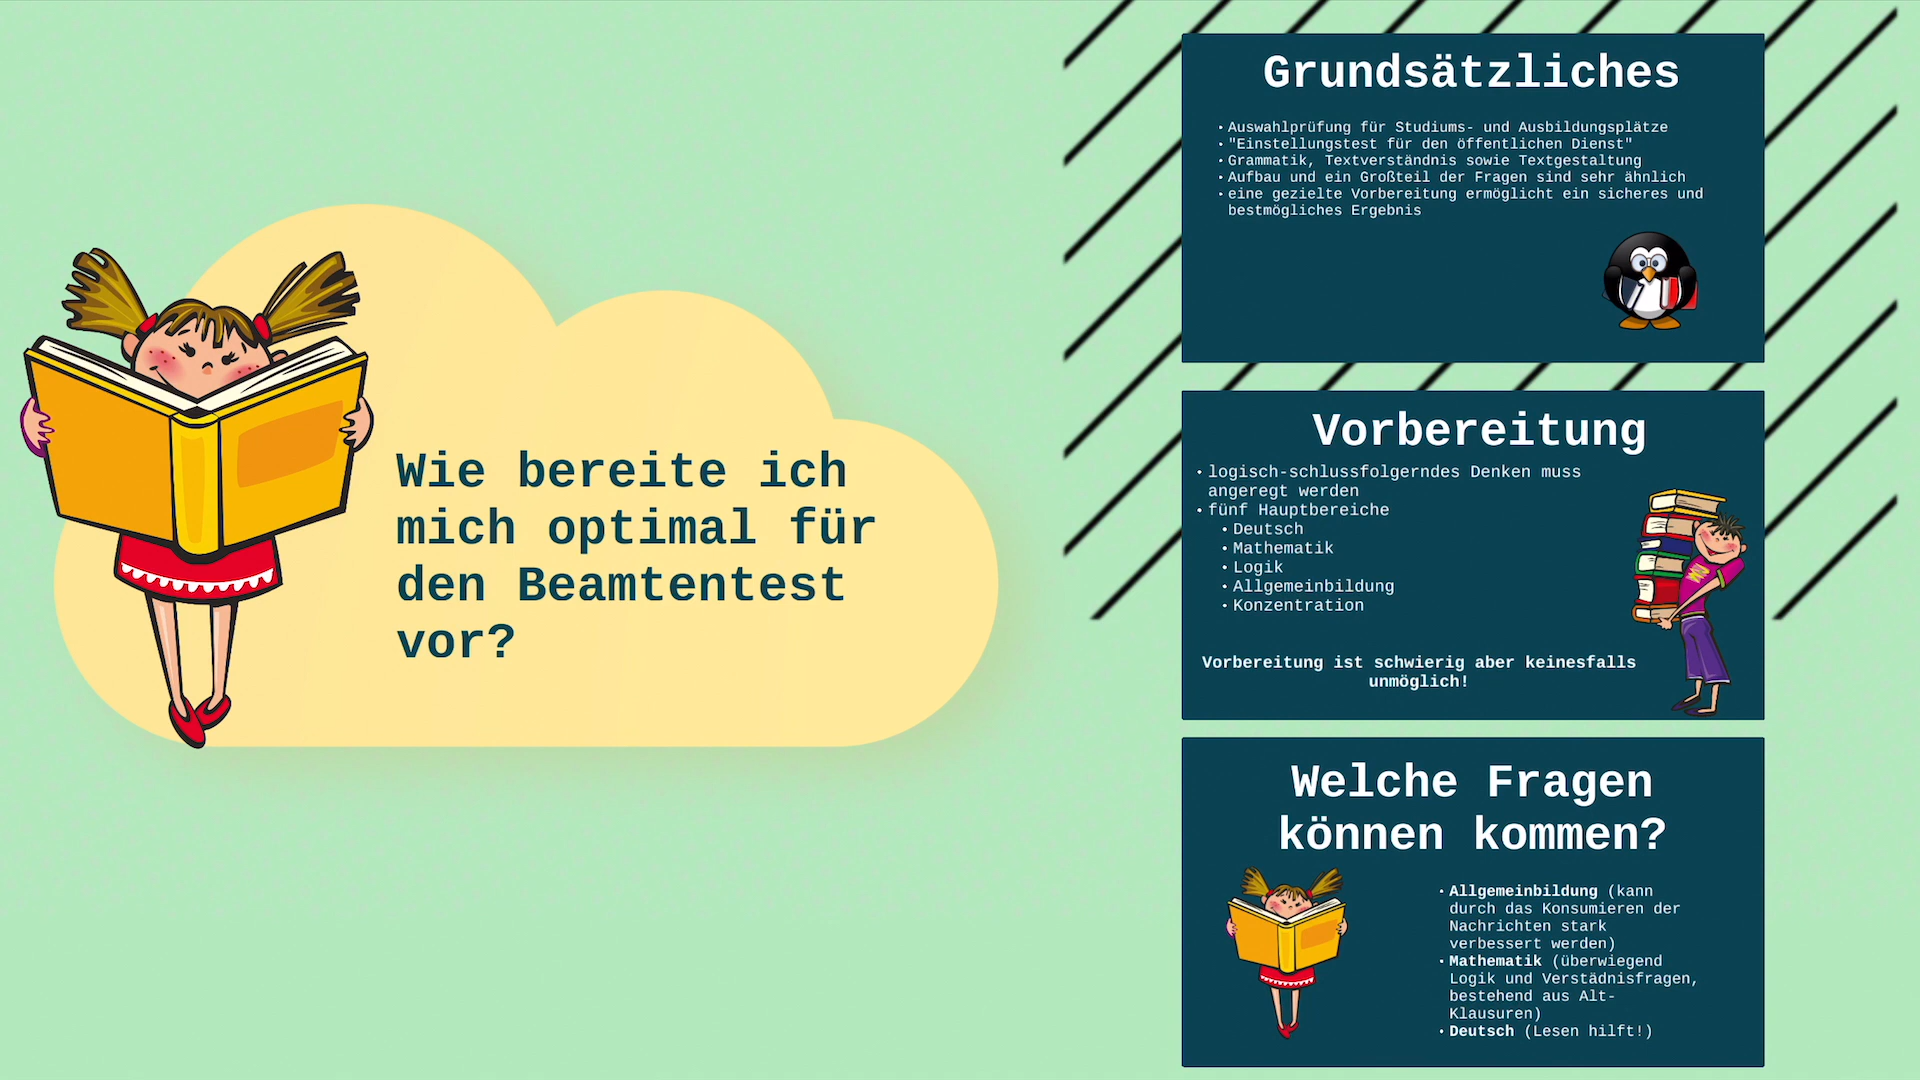 Wie bereite ich
mich optimal für
den Beamtentest
vor?
Grundsätzliches
• Auswahlprüfung für Studiums- und Ausbildungsplätze
• "Einstellungstest für den öffentlichen Dienst"
• Grammatik, Textverständnis sowie Textgestaltung
• Aufbau und ein Großteil der Fragen sind sehr ähnlich
• eine gezielte Vorbereitung ermöglicht ein sicheres und
bestmögliches Ergebnis
Vorbereitung
• logisch-schlussfolgerndes Denken muss
angeregt werden
• fünf Hauptbereiche
• Deutsch
• Mathematik
• Logik
• Allgemeinbildung
• Konzentration
Vorbereitung ist schwierig aber keinesfalls
unmöglich!
Welche Fragen
können kommen?
• Allgemeinbildung (kann
durch das Konsumieren der
Nachrichten stark
verbessert werden)
• Mathematik (überwiegend
Logik und Verstädnisfragen,
bestehend aus Alt-
Klausuren)
• Deutsch (Lesen hilft!)